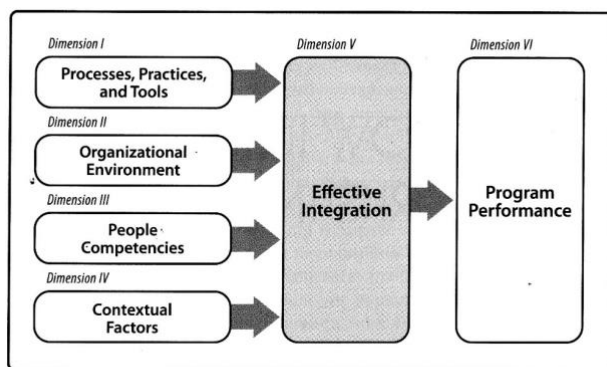 Dimension I
Processes, Practices,
and Tools
Dimension II
Organizational
Environment
Dimension III
People
Competencies
Dimension IV
Contextual
Factors
Dimension V
Effective
Integration
Dimension VI
Program
Performance